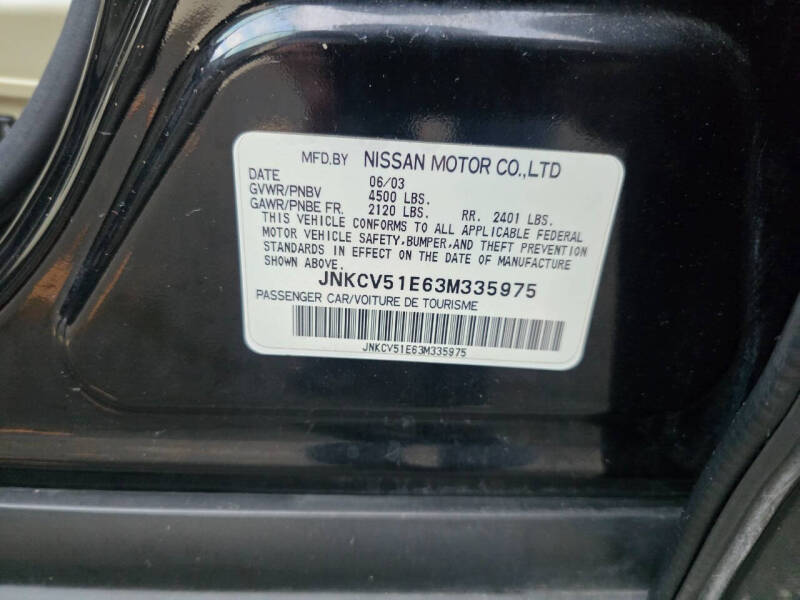 MFD.BY NISSAN MOTOR CO.,LTD
DATE 06/03
GVWR/PNBV 4500 LBS.
GAWR/PNBE FR. 2120 LBS. RR. 2401 LBS.
THIS VEHICLE CONFORMS TO ALL APPLICABLE FEDERAL
MOTOR VEHICLE SAFETY,BUMPER,AND THEFT PREVENTION
STANDARDS IN EFFECT ON THE DATE OF MANUFACTURE
SHOWN ABOVE. JNKCV51E63M335975
PASSENGER CAR/VOITURE DE TOURISME
JNKCV51E63M335975